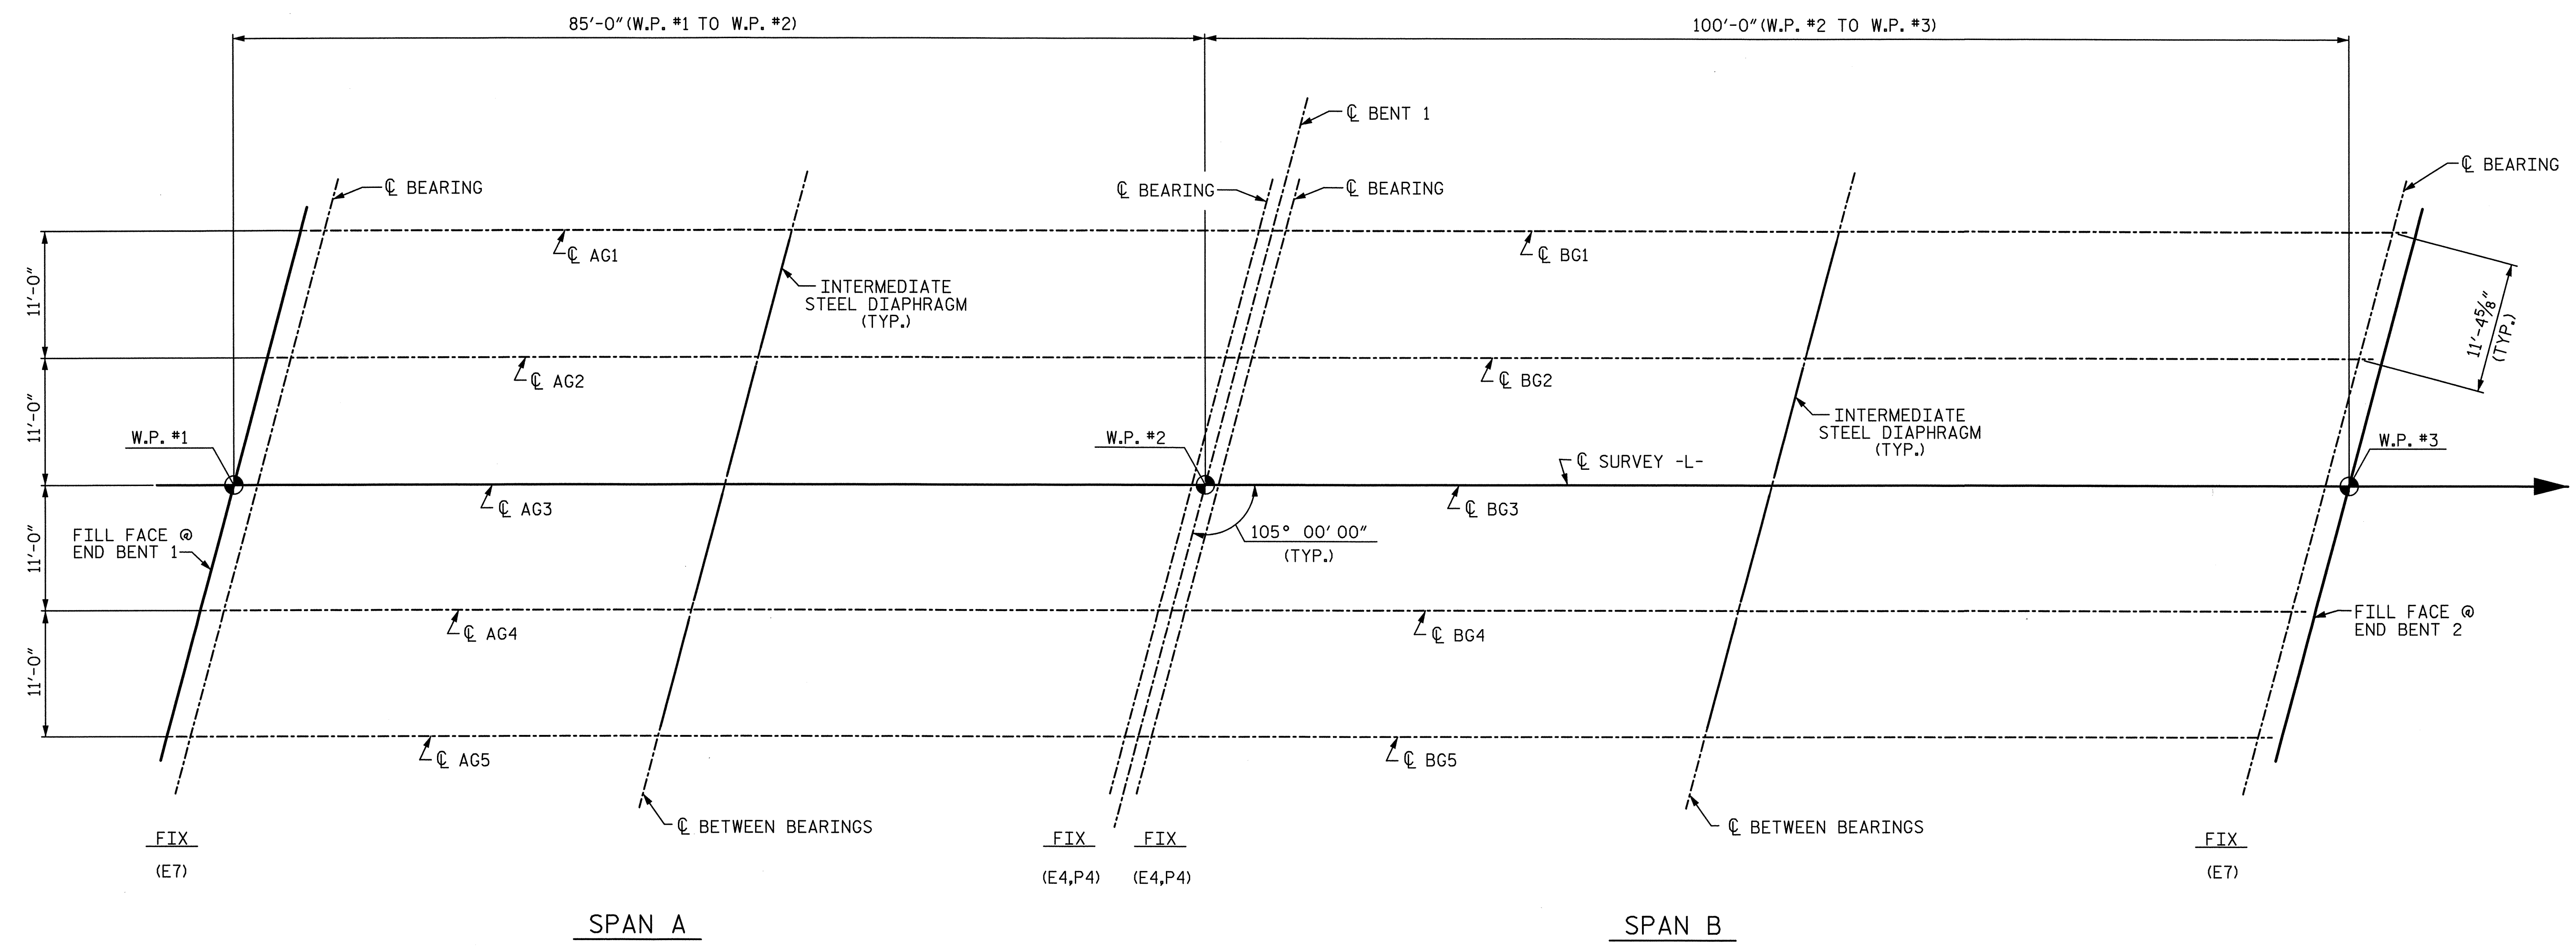 85'-0" (W.P. #1 TO W.P. #2)
100'-0" (W.P. #2 TO W.P. #3)
℄ BENT 1
℄ BEARING
℄ BEARING
℄ BEARING
℄ BEARING
℄ AG1
℄ BG1
INTERMEDIATE
STEEL DIAPHRAGM
(TYP.)
11'-0"
11'-4⅝"
(TYP.)
℄ AG2
℄ BG2
11'-0"
INTERMEDIATE
STEEL DIAPHRAGM
(TYP.)
W.P. #1
W.P. #2
W.P. #3
℄ SURVEY -L-
℄ AG3
℄ BG3
FILL FACE @
END BENT 1
105° 00' 00"
(TYP.)
11'-0"
℄ AG4
℄ BG4
FILL FACE @
END BENT 2
11'-0"
℄ AG5
℄ BG5
℄ BETWEEN BEARINGS
℄ BETWEEN BEARINGS
FIX
(E7)
FIX
(E4,P4)
FIX
(E4,P4)
FIX
(E7)
SPAN A
SPAN B